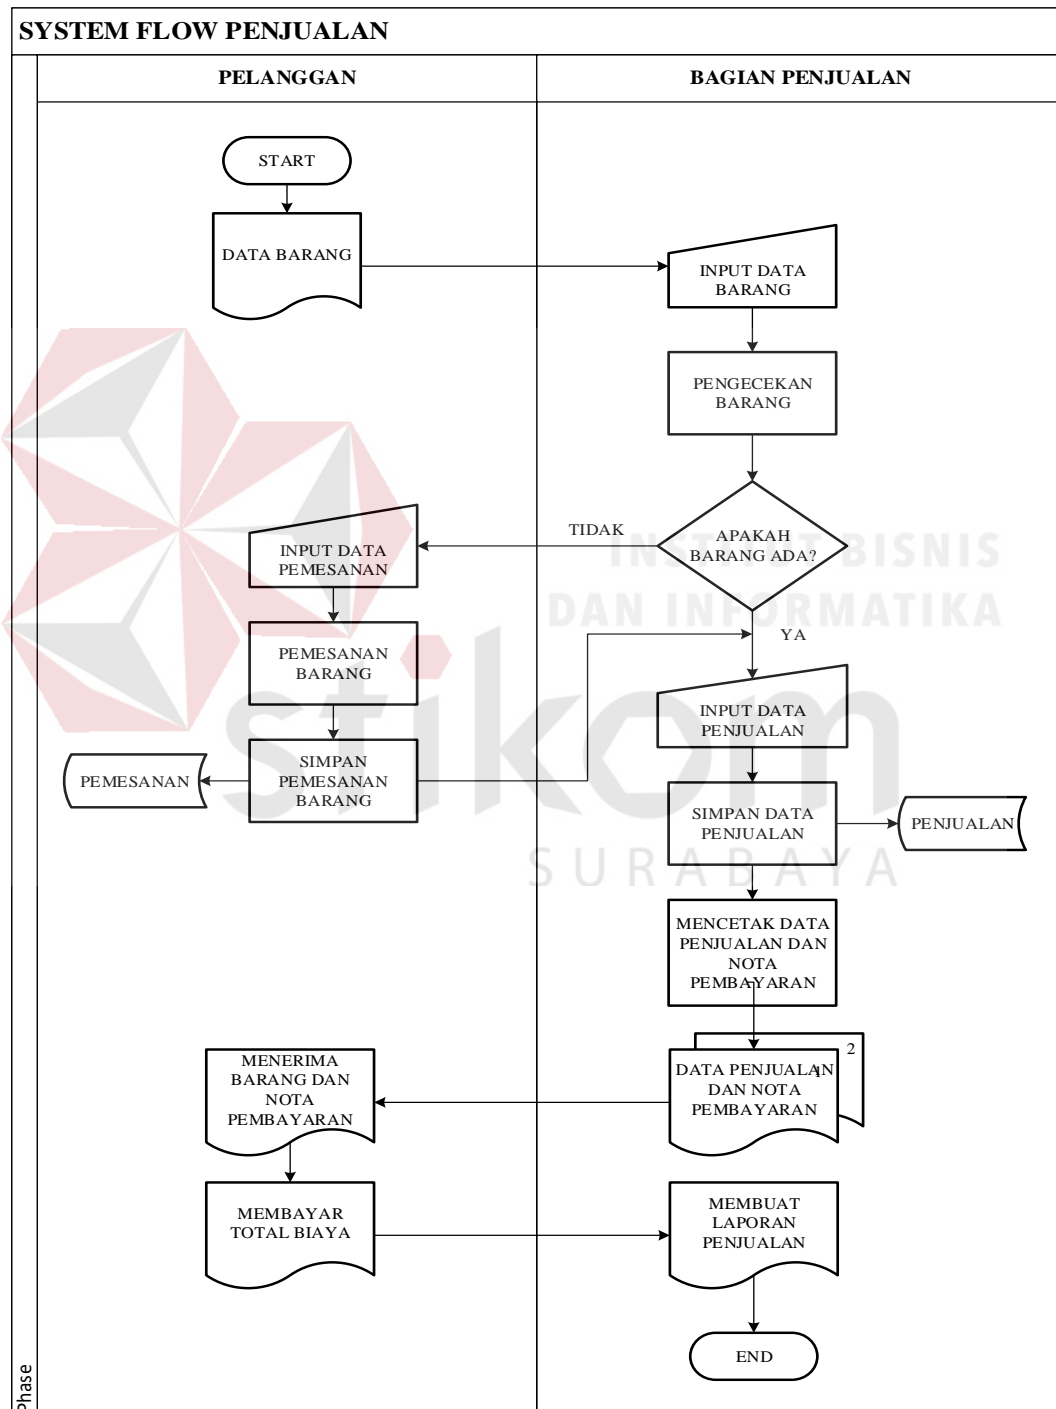 SYSTEM FLOW PENJUALAN
PELANGGAN
BAGIAN PENJUALAN
START
DATA BARANG
INPUT DATA
BARANG
PENGECEKAN
BARANG
APAKAH
BARANG ADA?
TIDAK
YA
INPUT DATA
PEMESANAN
PEMESANAN
BARANG
SIMPAN
PEMESANAN
BARANG
PEMESANAN
INPUT DATA
PENJUALAN
SIMPAN DATA
PENJUALAN
PENJUALAN
MENCETAK DATA
PENJUALAN DAN
NOTA
PEMBAYARAN
2
1
DATA PENJUALAN
DAN NOTA
PEMBAYARAN
MENERIMA
BARANG DAN
NOTA
PEMBAYARAN
MEMBAYAR
TOTAL BIAYA
MEMBUAT
LAPORAN
PENJUALAN
END
Phase
INSTITUT BISNIS
DAN INFORMATIKA
stikom
SURABAYA